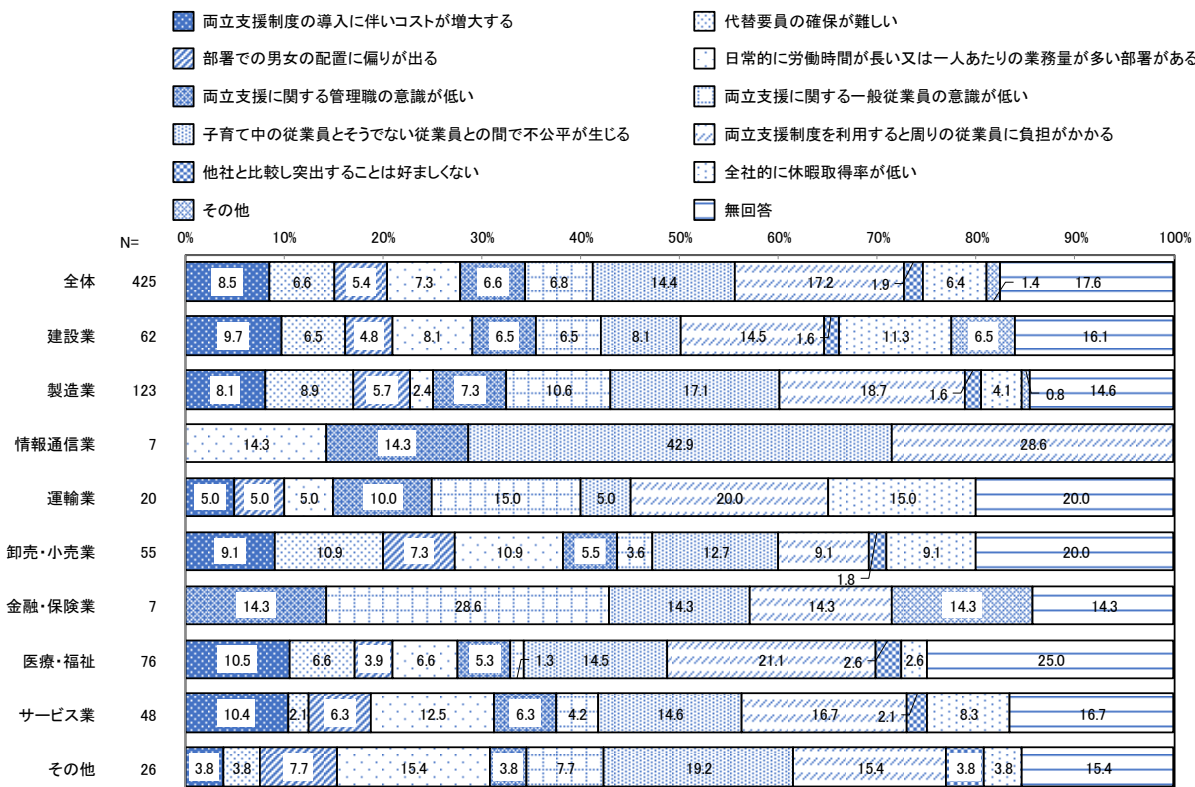 両立支援制度の導入に伴いコストが増大する 代替要員の確保が難しい
部署での男女の配置に偏りが出る 日常的に労働時間が長い又は一人あたりの業務量が多い部署がある
両立支援に関する管理職の意識が低い 両立支援に関する一般従業員の意識が低い
子育て中の従業員とそうでない従業員との間で不公平が生じる 両立支援制度を利用すると周りの従業員に負担がかかる
他社と比較し突出することは好ましくない 全社的に休暇取得率が低い
その他 無回答
N= 0% 10% 20% 30% 40% 50% 60% 70% 80% 90% 100%
全体 425 8.5 6.6 5.4 7.3 6.6 6.8 14.4 17.2 1.9 6.4 1.4 17.6
建設業 62 9.7 6.5 4.8 8.1 6.5 6.5 8.1 14.5 1.6 11.3 6.5 16.1
製造業 123 8.1 8.9 5.7 2.4 7.3 10.6 17.1 18.7 1.6 4.1 0.8 14.6
情報通信業 7 14.3 14.3 42.9 28.6
運輸業 20 5.0 5.0 5.0 10.0 15.0 5.0 20.0 15.0 20.0
卸売・小売業 55 9.1 10.9 7.3 10.9 5.5 3.6 12.7 9.1 1.8 9.1 20.0
金融・保険業 7 14.3 28.6 14.3 14.3 14.3 14.3
医療・福祉 76 10.5 6.6 3.9 6.6 5.3 1.3 14.5 21.1 2.6 2.6 25.0
サービス業 48 10.4 2.1 6.3 12.5 6.3 4.2 14.6 16.7 2.1 8.3 16.7
その他 26 3.8 3.8 7.7 15.4 3.8 7.7 19.2 15.4 3.8 3.8 15.4